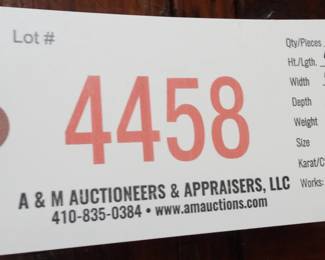 Lot #
4458
A & M AUCTIONEERS & APPRAISERS, LLC
410-835-0384 • www.amauctions.com
Qty/Pieces
Ht./Lgth.
Width
Depth
Weight
Size
Karat/C
Works: